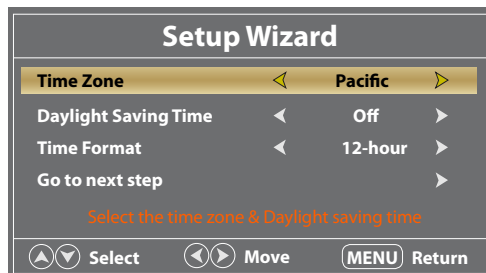 Setup Wizard
Time Zone Pacific
Daylight Saving Time Off
Time Format 12-hour
Go to next step
Select the time zone & Daylight saving time
Select Move MENU Return